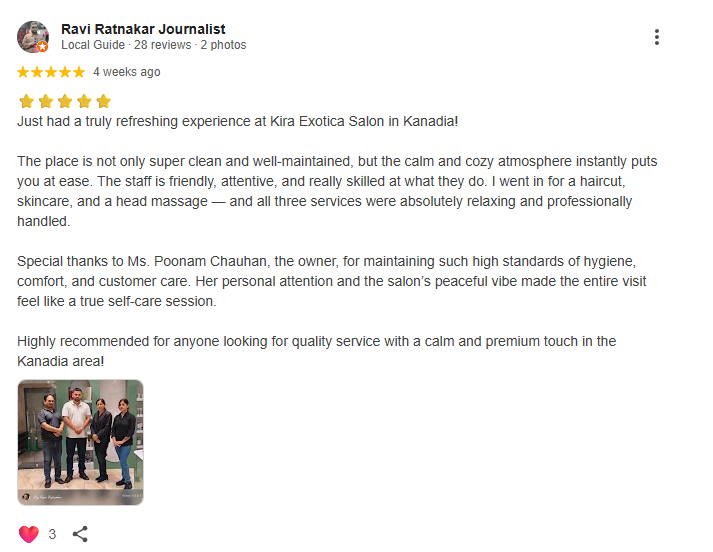 Ravi Ratnakar Journalist
Local Guide · 28 reviews · 2 photos
4 weeks ago
Just had a truly refreshing experience at Kira Exotica Salon in Kanadia!
The place is not only super clean and well-maintained, but the calm and cozy atmosphere instantly puts
you at ease. The staff is friendly, attentive, and really skilled at what they do. I went in for a haircut,
skincare, and a head massage — and all three services were absolutely relaxing and professionally
handled.
Special thanks to Ms. Poonam Chauhan, the owner, for maintaining such high standards of hygiene,
comfort, and customer care. Her personal attention and the salon’s peaceful vibe made the entire visit
feel like a true self-care session.
Highly recommended for anyone looking for quality service with a calm and premium touch in the
Kanadia area!
3